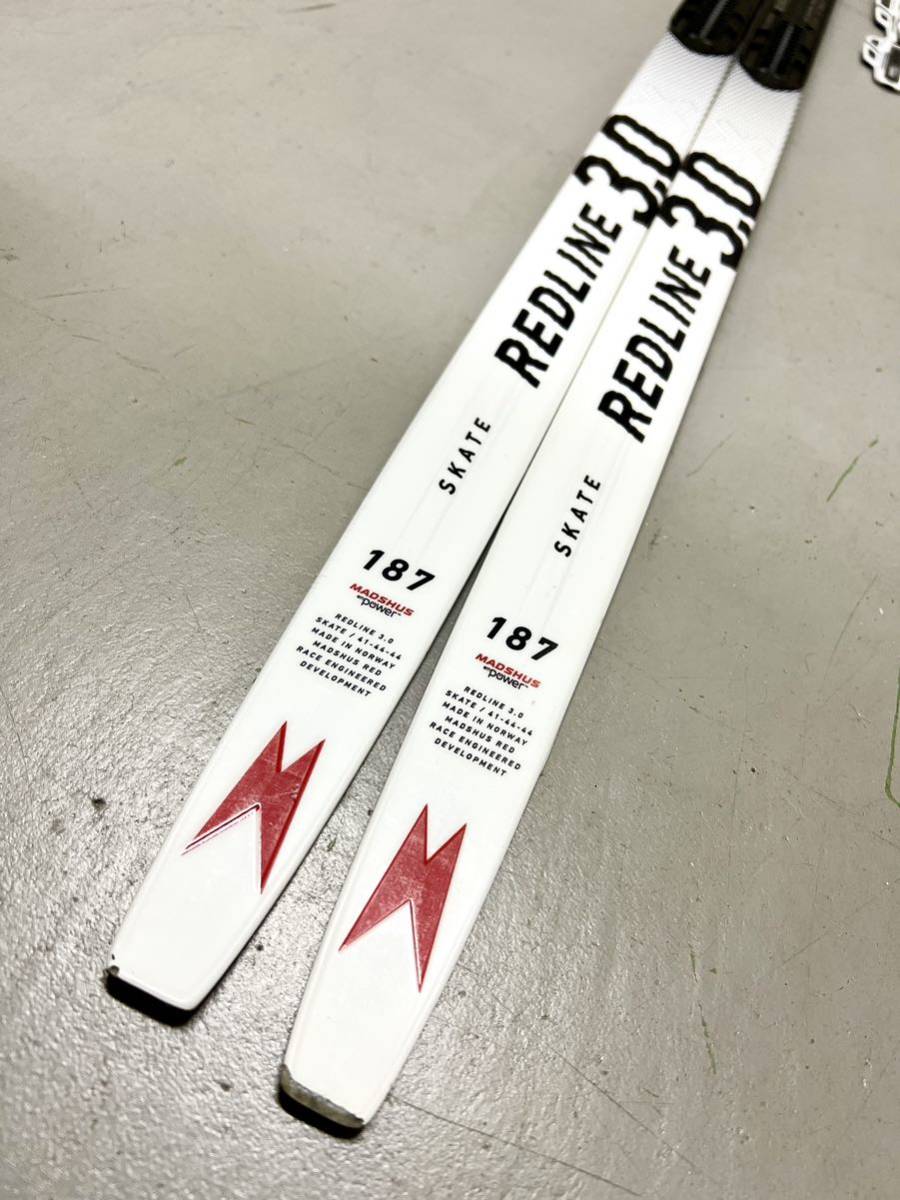 REDLINE 3.0
SKATE
187
MADSHUS
power
REDLINE 3.0
SKATE / 41-44-44
MADE IN NORWAY
MADSHUS RED
RACE ENGINEERED
DEVELOPMENT
REDLINE 3.0
SKATE
187
MADSHUS
power
REDLINE 3.0
SKATE / 41-44-44
MADE IN NORWAY
MADSHUS RED
RACE ENGINEERED
DEVELOPMENT